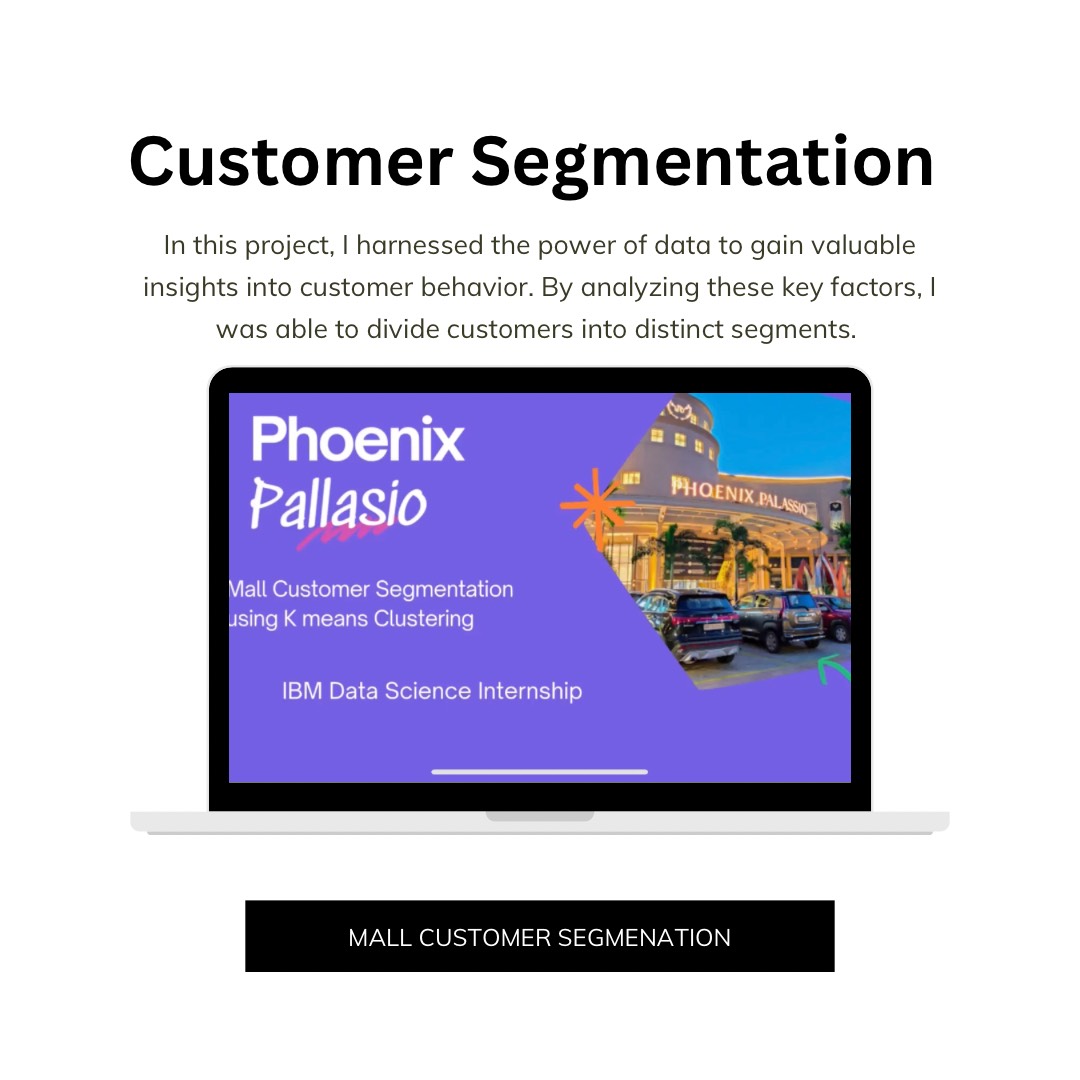 Customer Segmentation
In this project, I harnessed the power of data to gain valuable
insights into customer behavior. By analyzing these key factors, I
was able to divide customers into distinct segments.
Phoenix
Pallasio
PHOENIX PALASSIO
Mall Customer Segmentation
using K means Clustering
IBM Data Science Internship
MALL CUSTOMER SEGMENATION